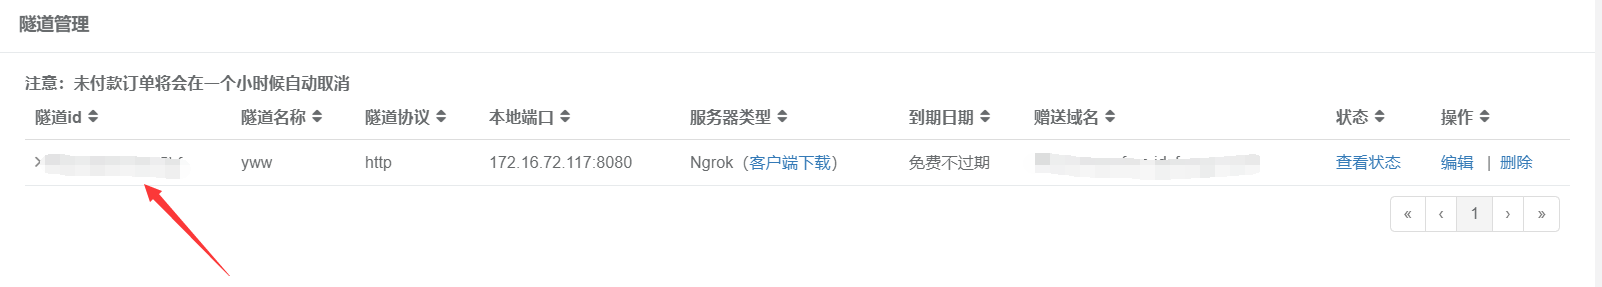 隧道管理
注意：未付款订单将会在一个小时候自动取消
隧道id 隧道名称 隧道协议 本地端口 服务器类型 到期日期 赠送域名 状态 操作
yww http 172.16.72.117:8080 Ngrok（客户端下载） 免费不过期 查看状态 编辑 | 删除
« ‹ 1 › »